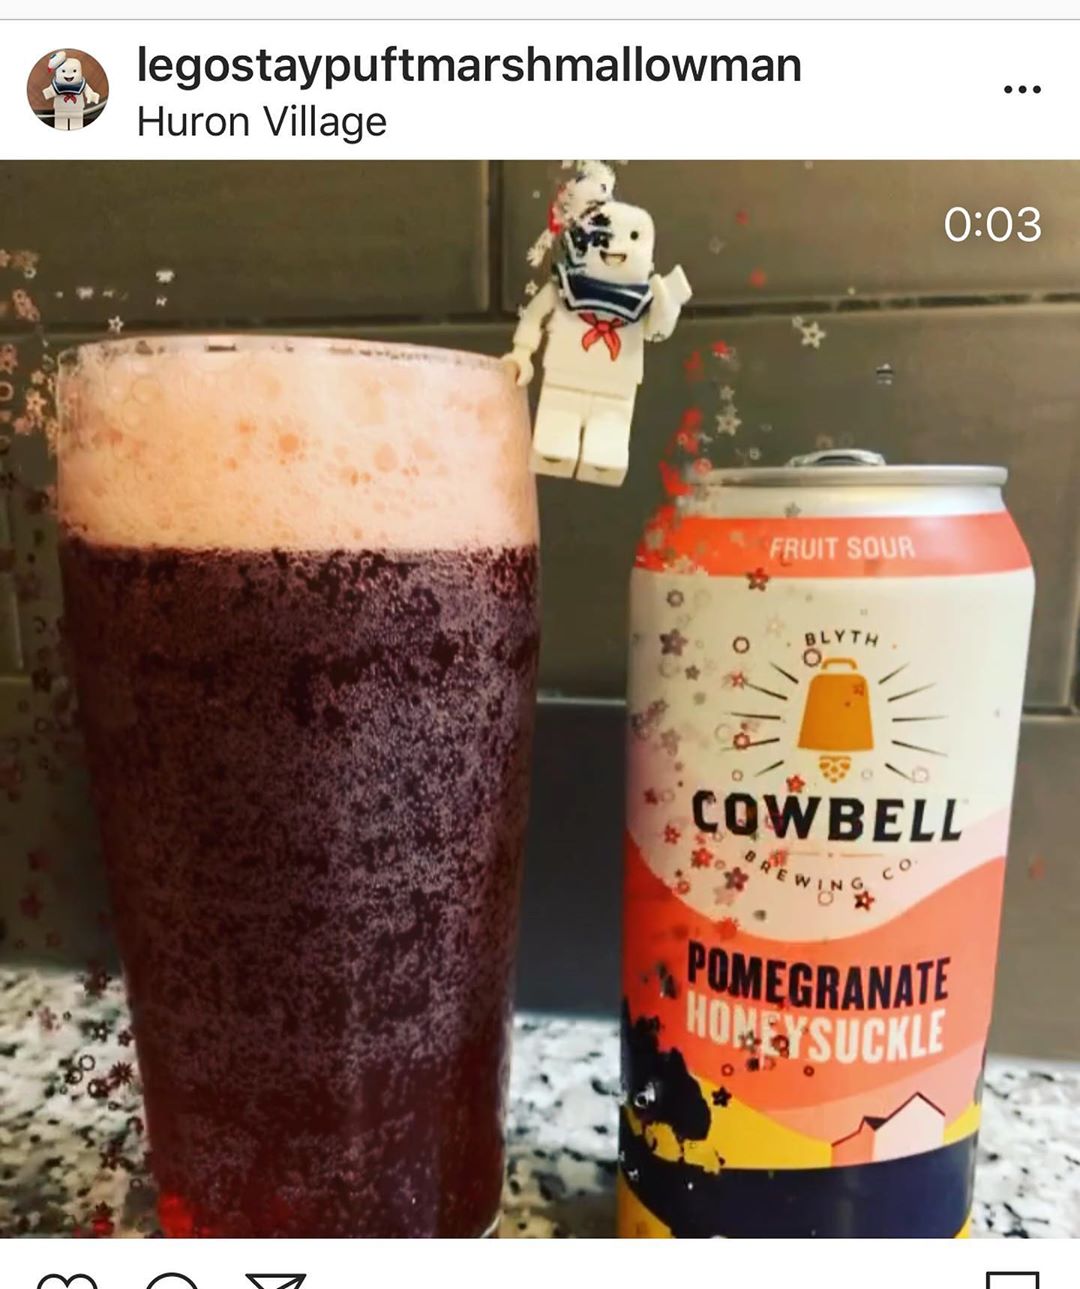 legostaypuftmarshmallowman
Huron Village
0:03
FRUIT SOUR
BLYTH
COWBELL
BREWING CO.
POMEGRANATE
HONEYSUCKLE